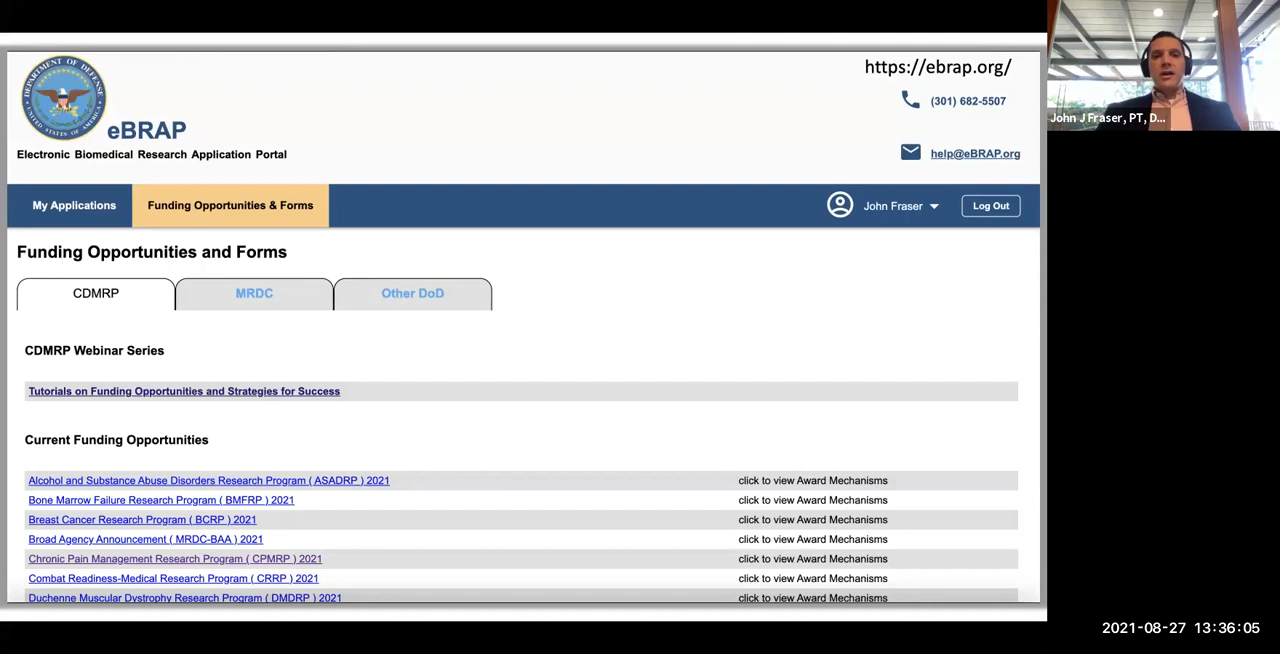 https://ebrap.org/
DEPARTMENT OF DEFENSE
UNITED STATES OF AMERICA
(301) 682-5507
eBRAP
John J Fraser, PT, D...
Electronic Biomedical Research Application Portal
help@eBRAP.org
My Applications
Funding Opportunities & Forms
John Fraser
Log Out
Funding Opportunities and Forms
CDMRP
MRDC
Other DoD
CDMRP Webinar Series
Tutorials on Funding Opportunities and Strategies for Success
Current Funding Opportunities
Alcohol and Substance Abuse Disorders Research Program ( ASADRP ) 2021 click to view Award Mechanisms
Bone Marrow Failure Research Program ( BMFRP ) 2021 click to view Award Mechanisms
Breast Cancer Research Program ( BCRP ) 2021 click to view Award Mechanisms
Broad Agency Announcement ( MRDC-BAA ) 2021 click to view Award Mechanisms
Chronic Pain Management Research Program ( CPMRP ) 2021 click to view Award Mechanisms
Combat Readiness-Medical Research Program ( CRRP ) 2021 click to view Award Mechanisms
Duchenne Muscular Dystrophy Research Program ( DMDRP ) 2021 click to view Award Mechanisms
2021-08-27 13:36:05